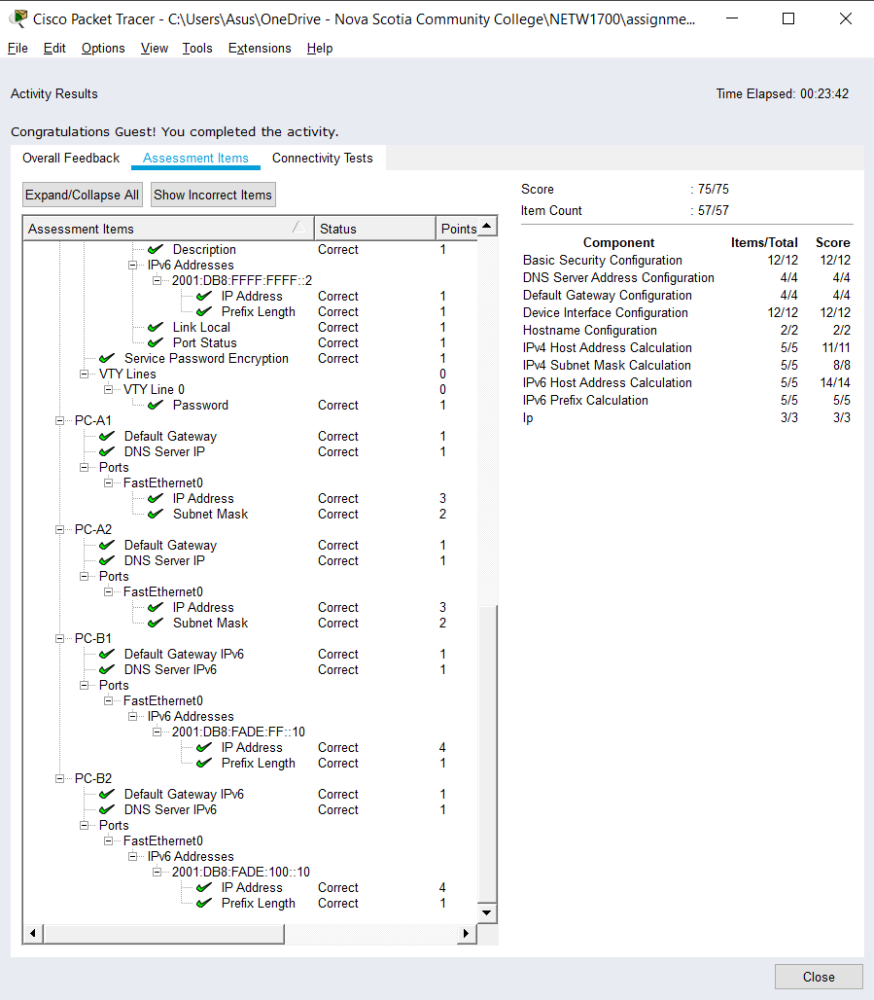 Cisco Packet Tracer - C:\Users\Asus\OneDrive - Nova Scotia Community College\NETW1700\assignme...
File Edit Options View Tools Extensions Help
Activity Results
Time Elapsed: 00:23:42
Congratulations Guest! You completed the activity.
Overall Feedback Assessment Items Connectivity Tests
Expand/Collapse All Show Incorrect Items
Assessment Items Status Points
Description Correct 1
IPv6 Addresses
2001:DB8:FFFF:FFFF::2
IP Address Correct 1
Prefix Length Correct 1
Link Local Correct 1
Port Status Correct 1
Service Password Encryption Correct 1
VTY Lines 0
VTY Line 0 0
Password Correct 1
PC-A1
Default Gateway Correct 1
DNS Server IP Correct 1
Ports
FastEthernet0
IP Address Correct 3
Subnet Mask Correct 2
PC-A2
Default Gateway Correct 1
DNS Server IP Correct 1
Ports
FastEthernet0
IP Address Correct 3
Subnet Mask Correct 2
PC-B1
Default Gateway IPv6 Correct 1
DNS Server IPv6 Correct 1
Ports
FastEthernet0
IPv6 Addresses
2001:DB8:FADE:FF::10
IP Address Correct 4
Prefix Length Correct 1
PC-B2
Default Gateway IPv6 Correct 1
DNS Server IPv6 Correct 1
Ports
FastEthernet0
IPv6 Addresses
2001:DB8:FADE:100::10
IP Address Correct 4
Prefix Length Correct 1
Score : 75/75
Item Count : 57/57
Component Items/Total Score
Basic Security Configuration 12/12 12/12
DNS Server Address Configuration 4/4 4/4
Default Gateway Configuration 4/4 4/4
Device Interface Configuration 12/12 12/12
Hostname Configuration 2/2 2/2
IPv4 Host Address Calculation 5/5 11/11
IPv4 Subnet Mask Calculation 5/5 8/8
IPv6 Host Address Calculation 5/5 14/14
IPv6 Prefix Calculation 5/5 5/5
Ip 3/3 3/3
Close